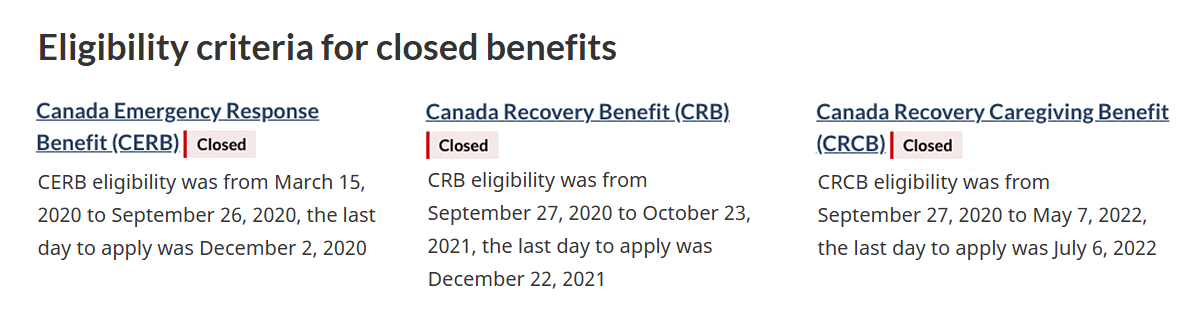 Eligibility criteria for closed benefits
Canada Emergency Response
Benefit (CERB) Closed
CERB eligibility was from March 15,
2020 to September 26, 2020, the last
day to apply was December 2, 2020
Canada Recovery Benefit (CRB)
Closed
CRB eligibility was from
September 27, 2020 to October 23,
2021, the last day to apply was
December 22, 2021
Canada Recovery Caregiving Benefit
(CRCB) Closed
CRCB eligibility was from
September 27, 2020 to May 7, 2022,
the last day to apply was July 6, 2022